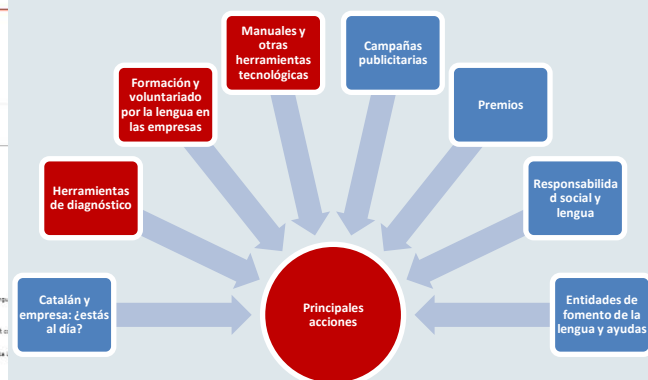 Manuales y
otras
herramientas
tecnológicas
Campañas
publicitarias
Formación y
voluntariado
por la lengua en
las empresas
Premios
Herramientas
de diagnóstico
Responsabilida
d social y
lengua
Catalán y
empresa: ¿estás
al día?
Principales
acciones
Entidades de
fomento de la
lengua y ayudas